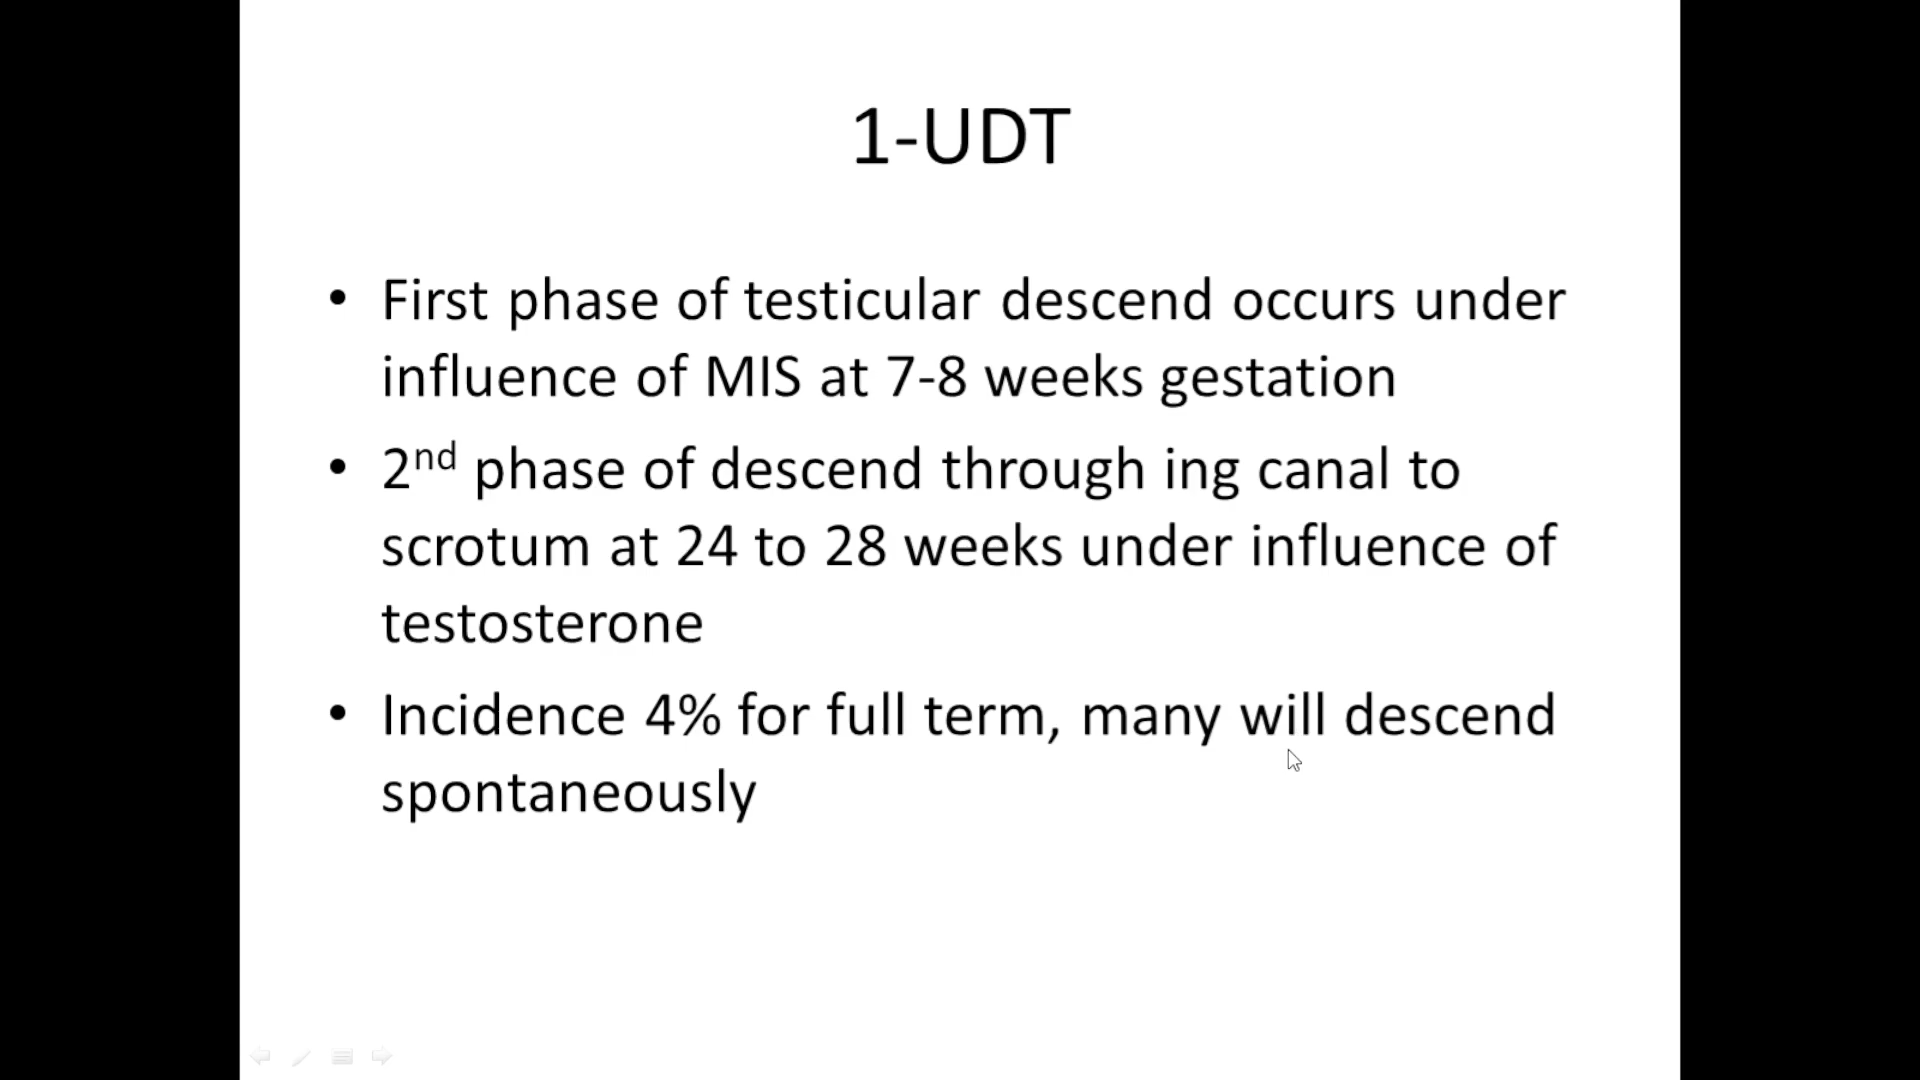 1-UDT
• First phase of testicular descend occurs under
influence of MIS at 7-8 weeks gestation
• 2nd phase of descend through ing canal to
scrotum at 24 to 28 weeks under influence of
testosterone
• Incidence 4% for full term, many will descend
spontaneously